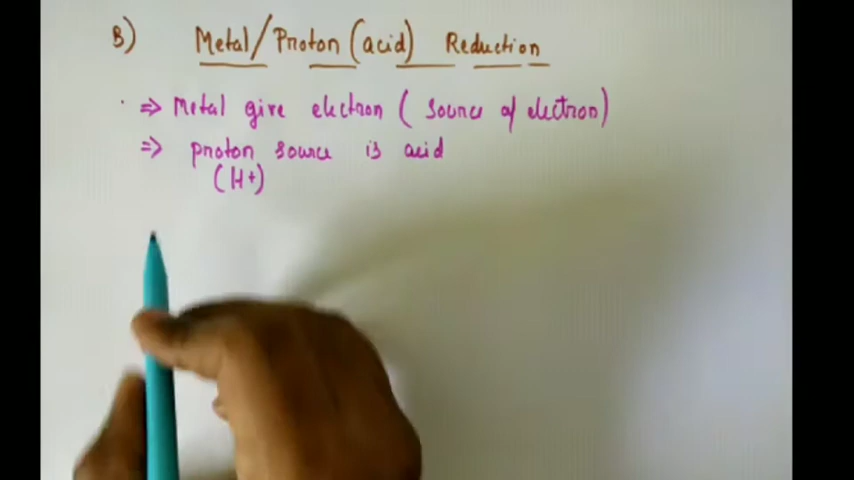 B) Metal/Proton (acid) Reduction
⇒ Metal give electron ( Source of electron)
⇒ proton source is acid
(H+)